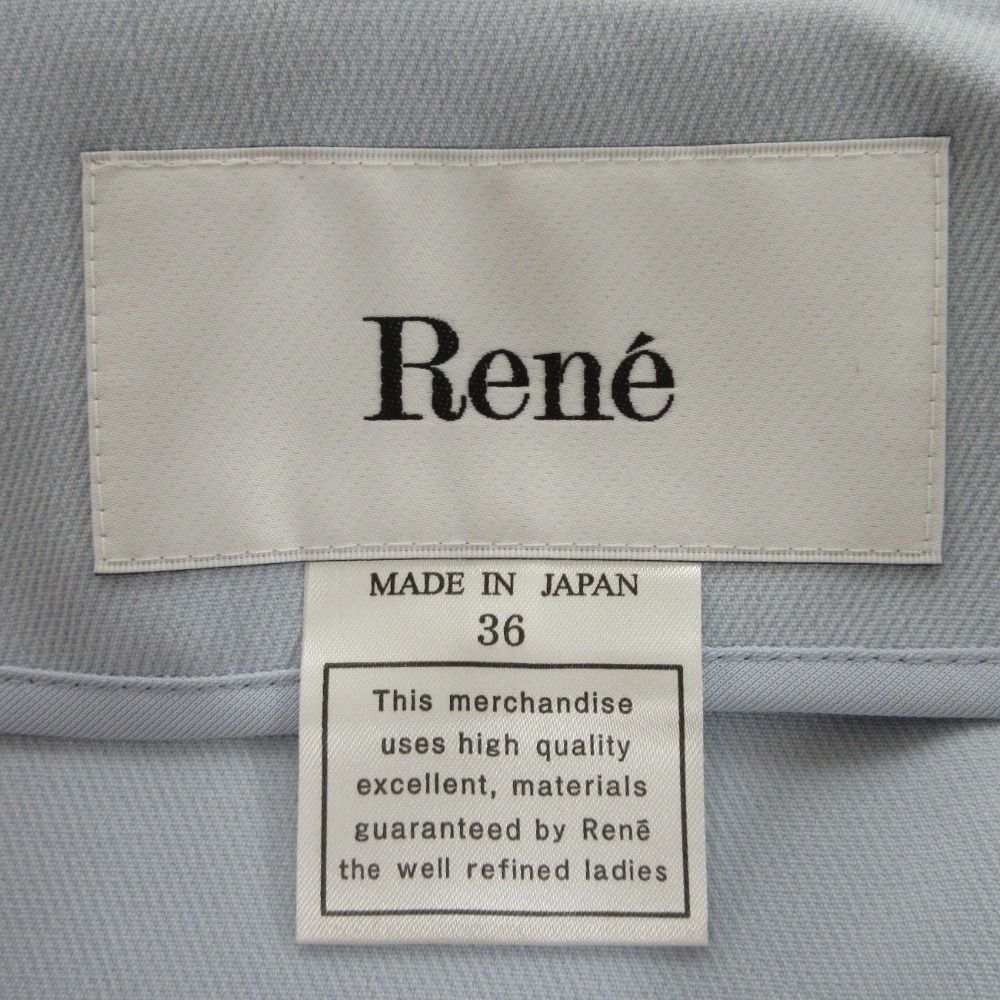 René
MADE IN JAPAN
36
This merchandise
uses high quality
excellent, materials
guaranteed by Renē
the well refined ladies